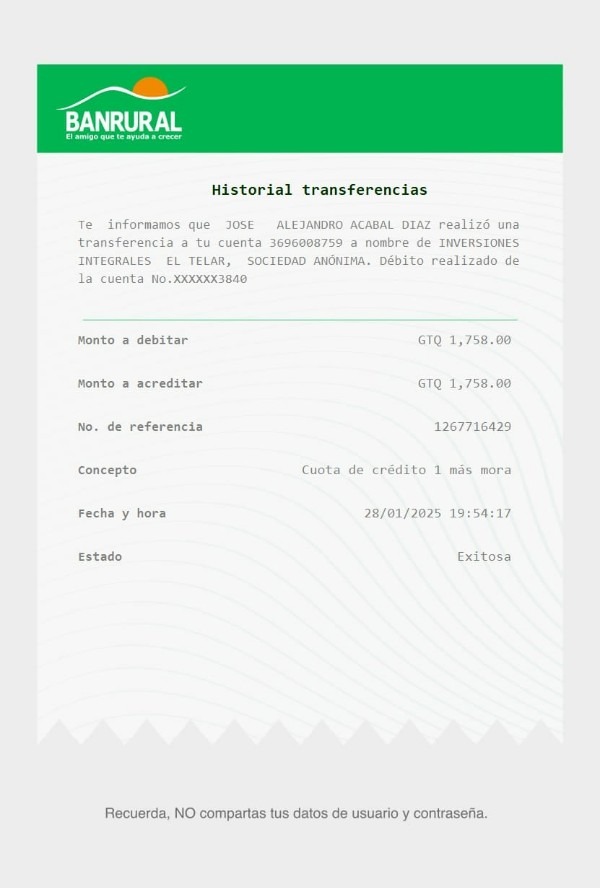 BANRURAL
El amigo que te ayuda a crecer
Historial transferencias
Te informamos que JOSE ALEJANDRO ACABAL DIAZ realizó una
transferencia a tu cuenta 3696008759 a nombre de INVERSIONES
INTEGRALES EL TELAR, SOCIEDAD ANÓNIMA. Débito realizado de
la cuenta No.XXXXXX3840
Monto a debitar GTQ 1,758.00
Monto a acreditar GTQ 1,758.00
No. de referencia 1267716429
Concepto Cuota de crédito 1 más mora
Fecha y hora 28/01/2025 19:54:17
Estado Exitosa
Recuerda, NO compartas tus datos de usuario y contraseña.